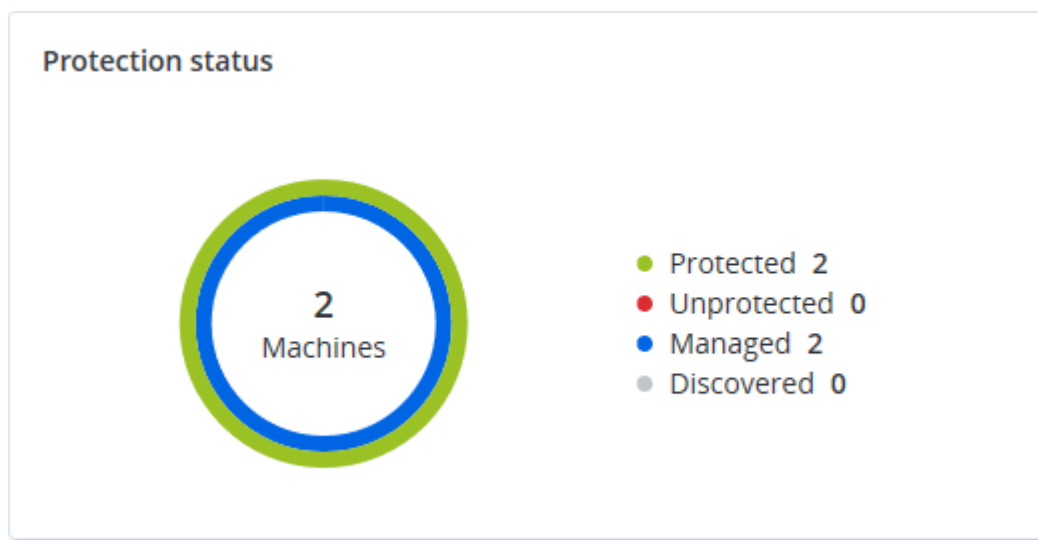 Protection status
2
Machines
Protected 2
Unprotected 0
Managed 2
Discovered 0